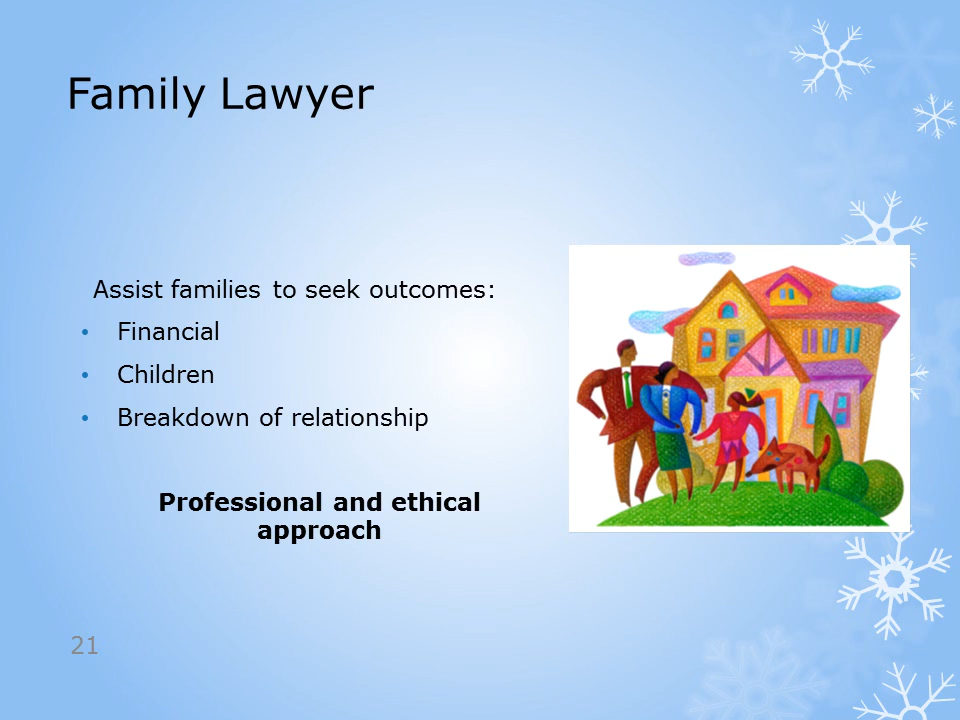 Family Lawyer
Assist families to seek outcomes:
• Financial
• Children
• Breakdown of relationship
Professional and ethical
approach
21